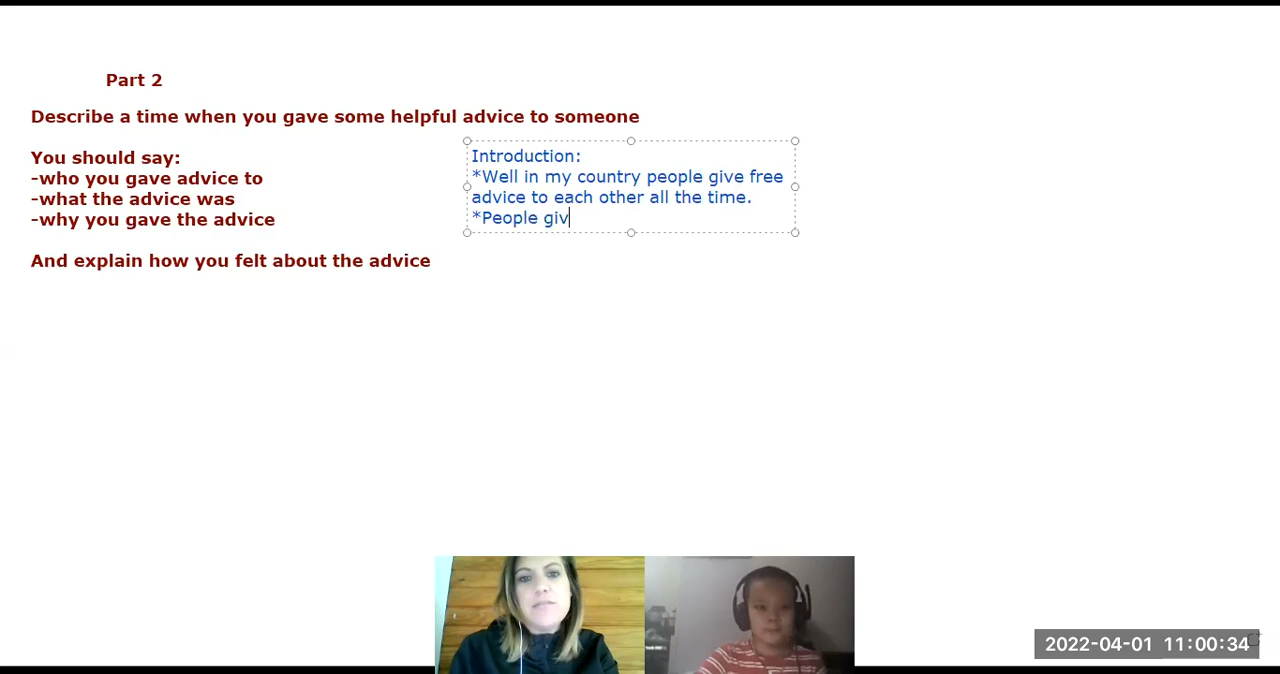 Part 2
Describe a time when you gave some helpful advice to someone
You should say:
-who you gave advice to
-what the advice was
-why you gave the advice
And explain how you felt about the advice
Introduction:
*Well in my country people give free
advice to each other all the time.
*People giv
2022-04-01 11:00:34